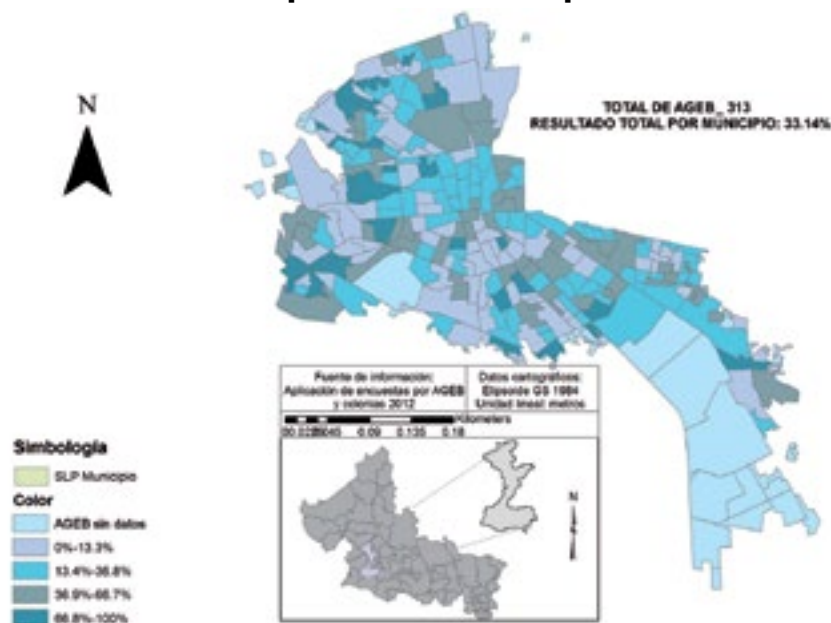 N
TOTAL DE AGEB_ 313
RESULTADO TOTAL POR MUNICIPIO: 33.14%
Fuente de información:
Aplicación de encuestas por AGEB
y colonias 2012
Datos cartográficos:
Elipsoide GS 1984
Unidad lineal: metros
Kilometers
0.09 0.135 0.18
N
Simbología
SLP Municipio
Color
AGEB sin datos
0%-13.3%
13.4%-36.8%
36.9%-66.7%
66.8%-100%